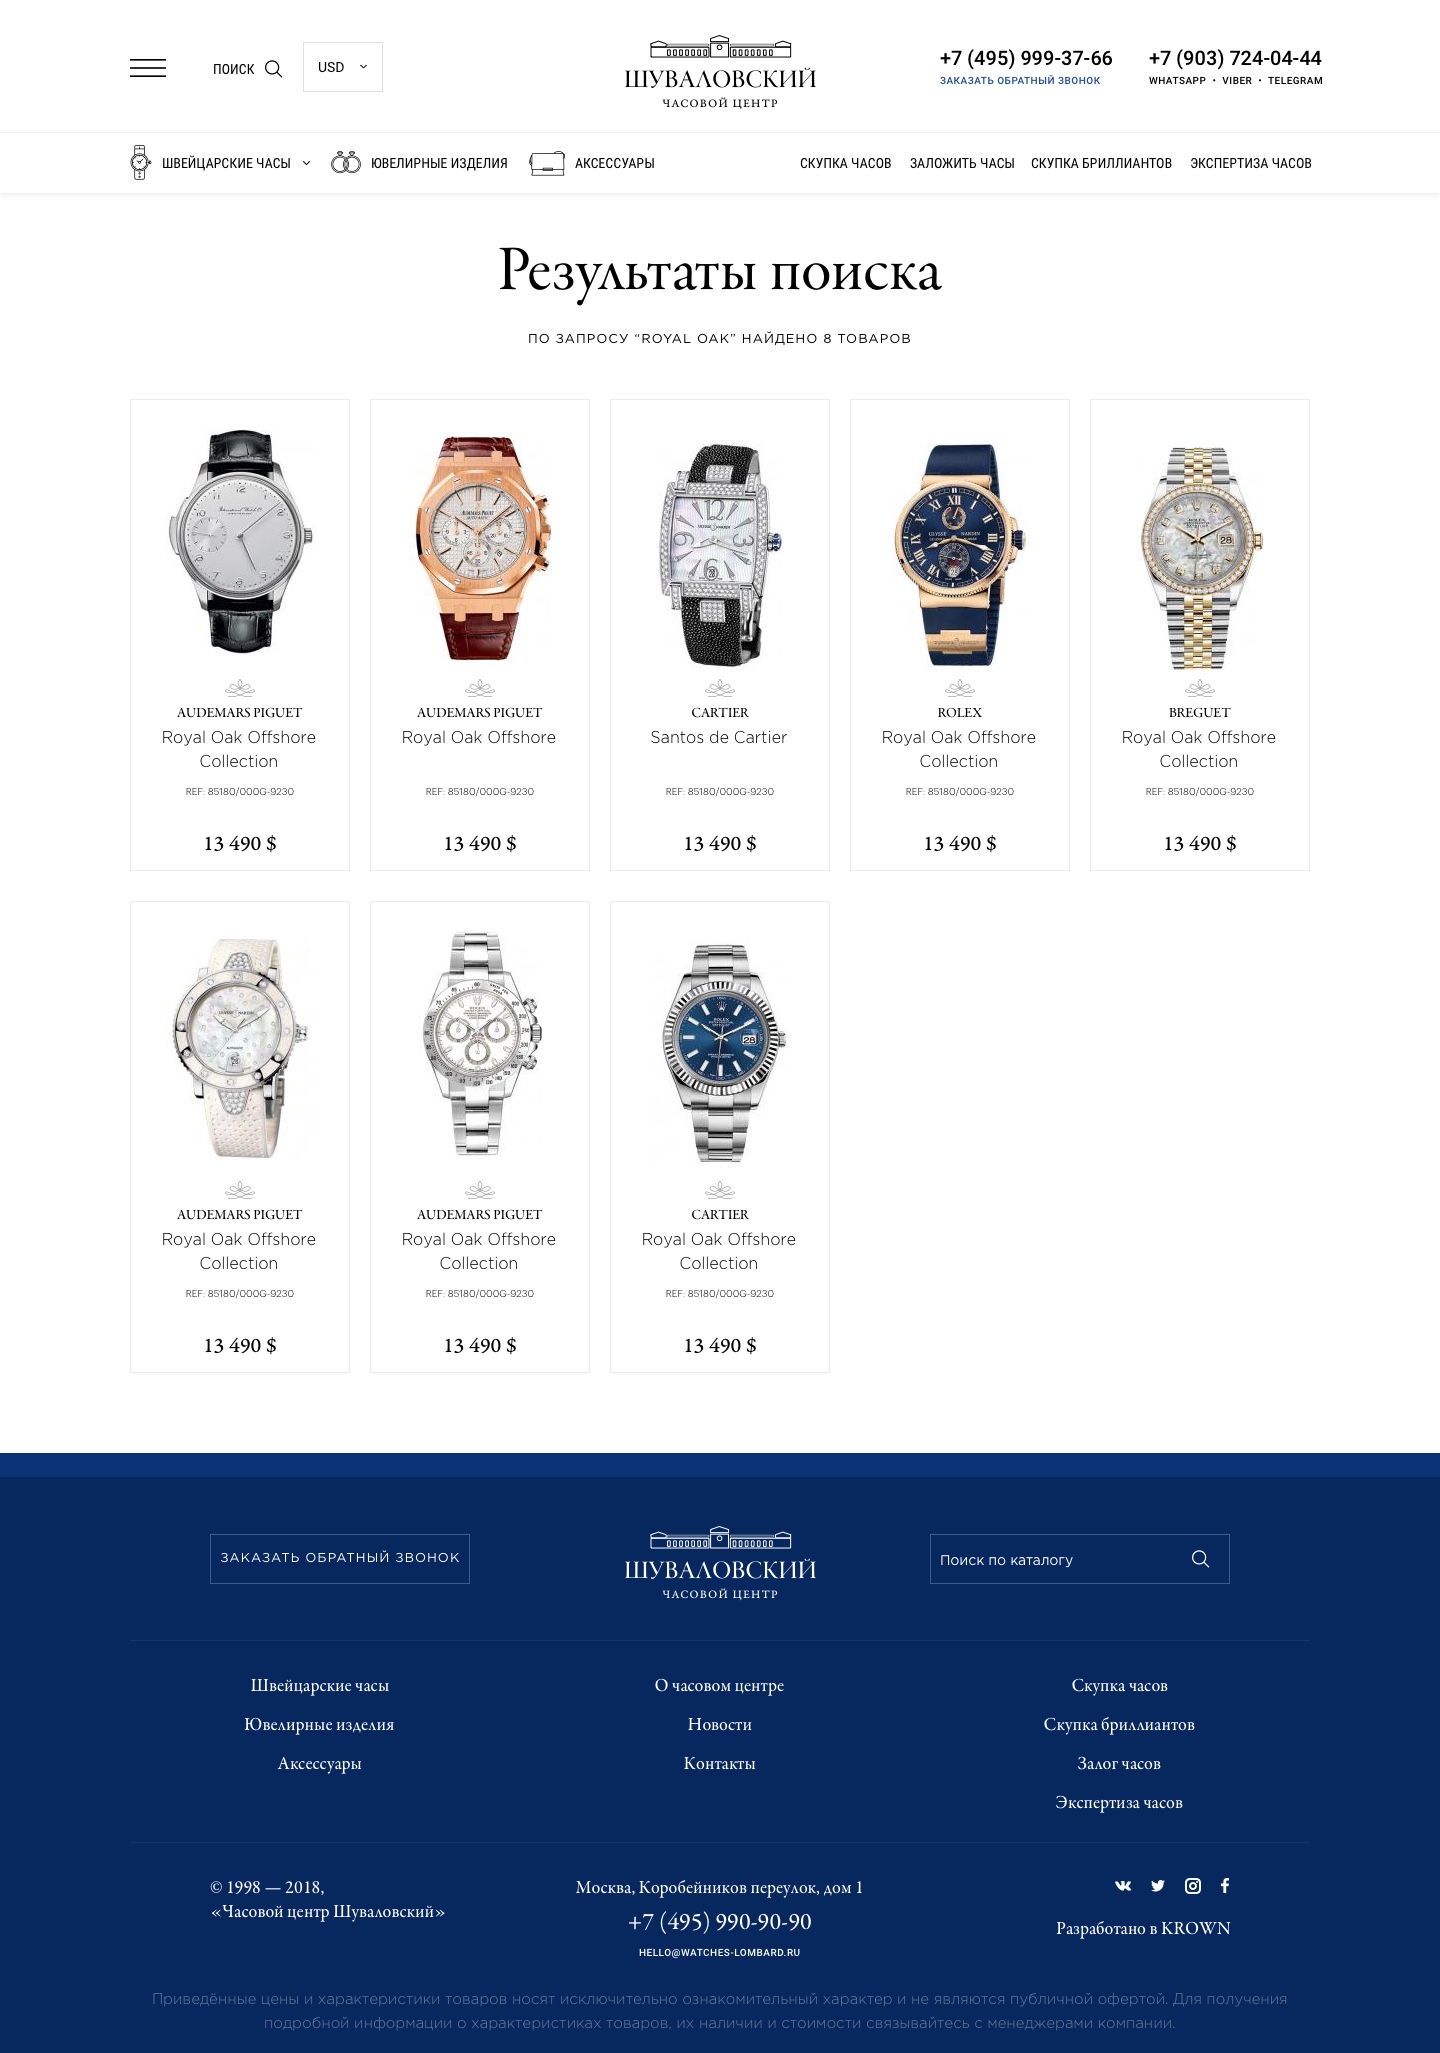 ПОИСК
USD
ШУВАЛОВСКИЙ
ЧАСОВОЙ ЦЕНТР
+7 (495) 999-37-66
ЗАКАЗАТЬ ОБРАТНЫЙ ЗВОНОК
+7 (903) 724-04-44
WHATSAPP • VIBER • TELEGRAM
ШВЕЙЦАРСКИЕ ЧАСЫ
ЮВЕЛИРНЫЕ ИЗДЕЛИЯ
АКСЕССУАРЫ
СКУПКА ЧАСОВ
ЗАЛОЖИТЬ ЧАСЫ
СКУПКА БРИЛЛИАНТОВ
ЭКСПЕРТИЗА ЧАСОВ
Результаты поиска
ПО ЗАПРОСУ “ROYAL OAK” НАЙДЕНО 8 ТОВАРОВ
AUDEMARS PIGUET
Royal Oak Offshore
Collection
REF: 85180/000G-9230
13 490 $
AUDEMARS PIGUET
Royal Oak Offshore
REF: 85180/000G-9230
13 490 $
CARTIER
Santos de Cartier
REF: 85180/000G-9230
13 490 $
ROLEX
Royal Oak Offshore
Collection
REF: 85180/000G-9230
13 490 $
BREGUET
Royal Oak Offshore
Collection
REF: 85180/000G-9230
13 490 $
AUDEMARS PIGUET
Royal Oak Offshore
Collection
REF: 85180/000G-9230
13 490 $
AUDEMARS PIGUET
Royal Oak Offshore
Collection
REF: 85180/000G-9230
13 490 $
CARTIER
Royal Oak Offshore
Collection
REF: 85180/000G-9230
13 490 $
ЗАКАЗАТЬ ОБРАТНЫЙ ЗВОНОК
ШУВАЛОВСКИЙ
ЧАСОВОЙ ЦЕНТР
Поиск по каталогу
Швейцарские часы
Ювелирные изделия
Аксессуары
О часовом центре
Новости
Контакты
Скупка часов
Скупка бриллиантов
Залог часов
Экспертиза часов
© 1998 — 2018,
«Часовой центр Шуваловский»
Москва, Коробейников переулок, дом 1
+7 (495) 990-90-90
HELLO@WATCHES-LOMBARD.RU
Разработано в KROWN
Приведённые цены и характеристики товаров носят исключительно ознакомительный характер и не являются публичной офертой. Для получения
подробной информации о характеристиках товаров, их наличии и стоимости связывайтесь с менеджерами компании.